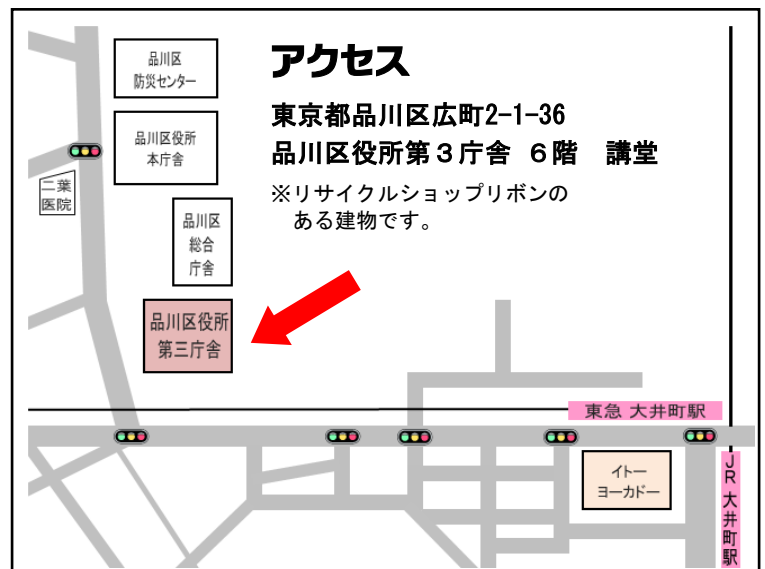 アクセス
東京都品川区広町2-1-36
品川区役所第３庁舎 ６階　講堂
※リサイクルショップリボンの
ある建物です。
品川区
防災センター
品川区役所
本庁舎
二葉
医院
品川区
総合
庁舎
品川区役所
第三庁舎
東急 大井町駅
イトー
ヨーカドー
JR 大井町駅